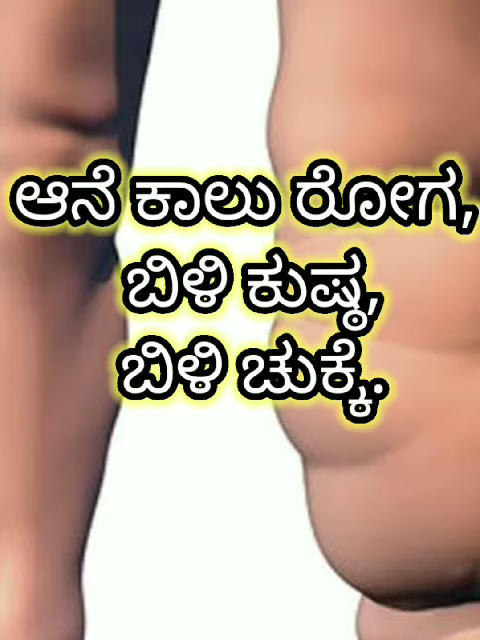 ಆನೆ ಕಾಲು ರೋಗ,
ಬಿಳಿ ಕುಷ್ಠ,
ಬಿಳಿ ಚುಕ್ಕೆ.